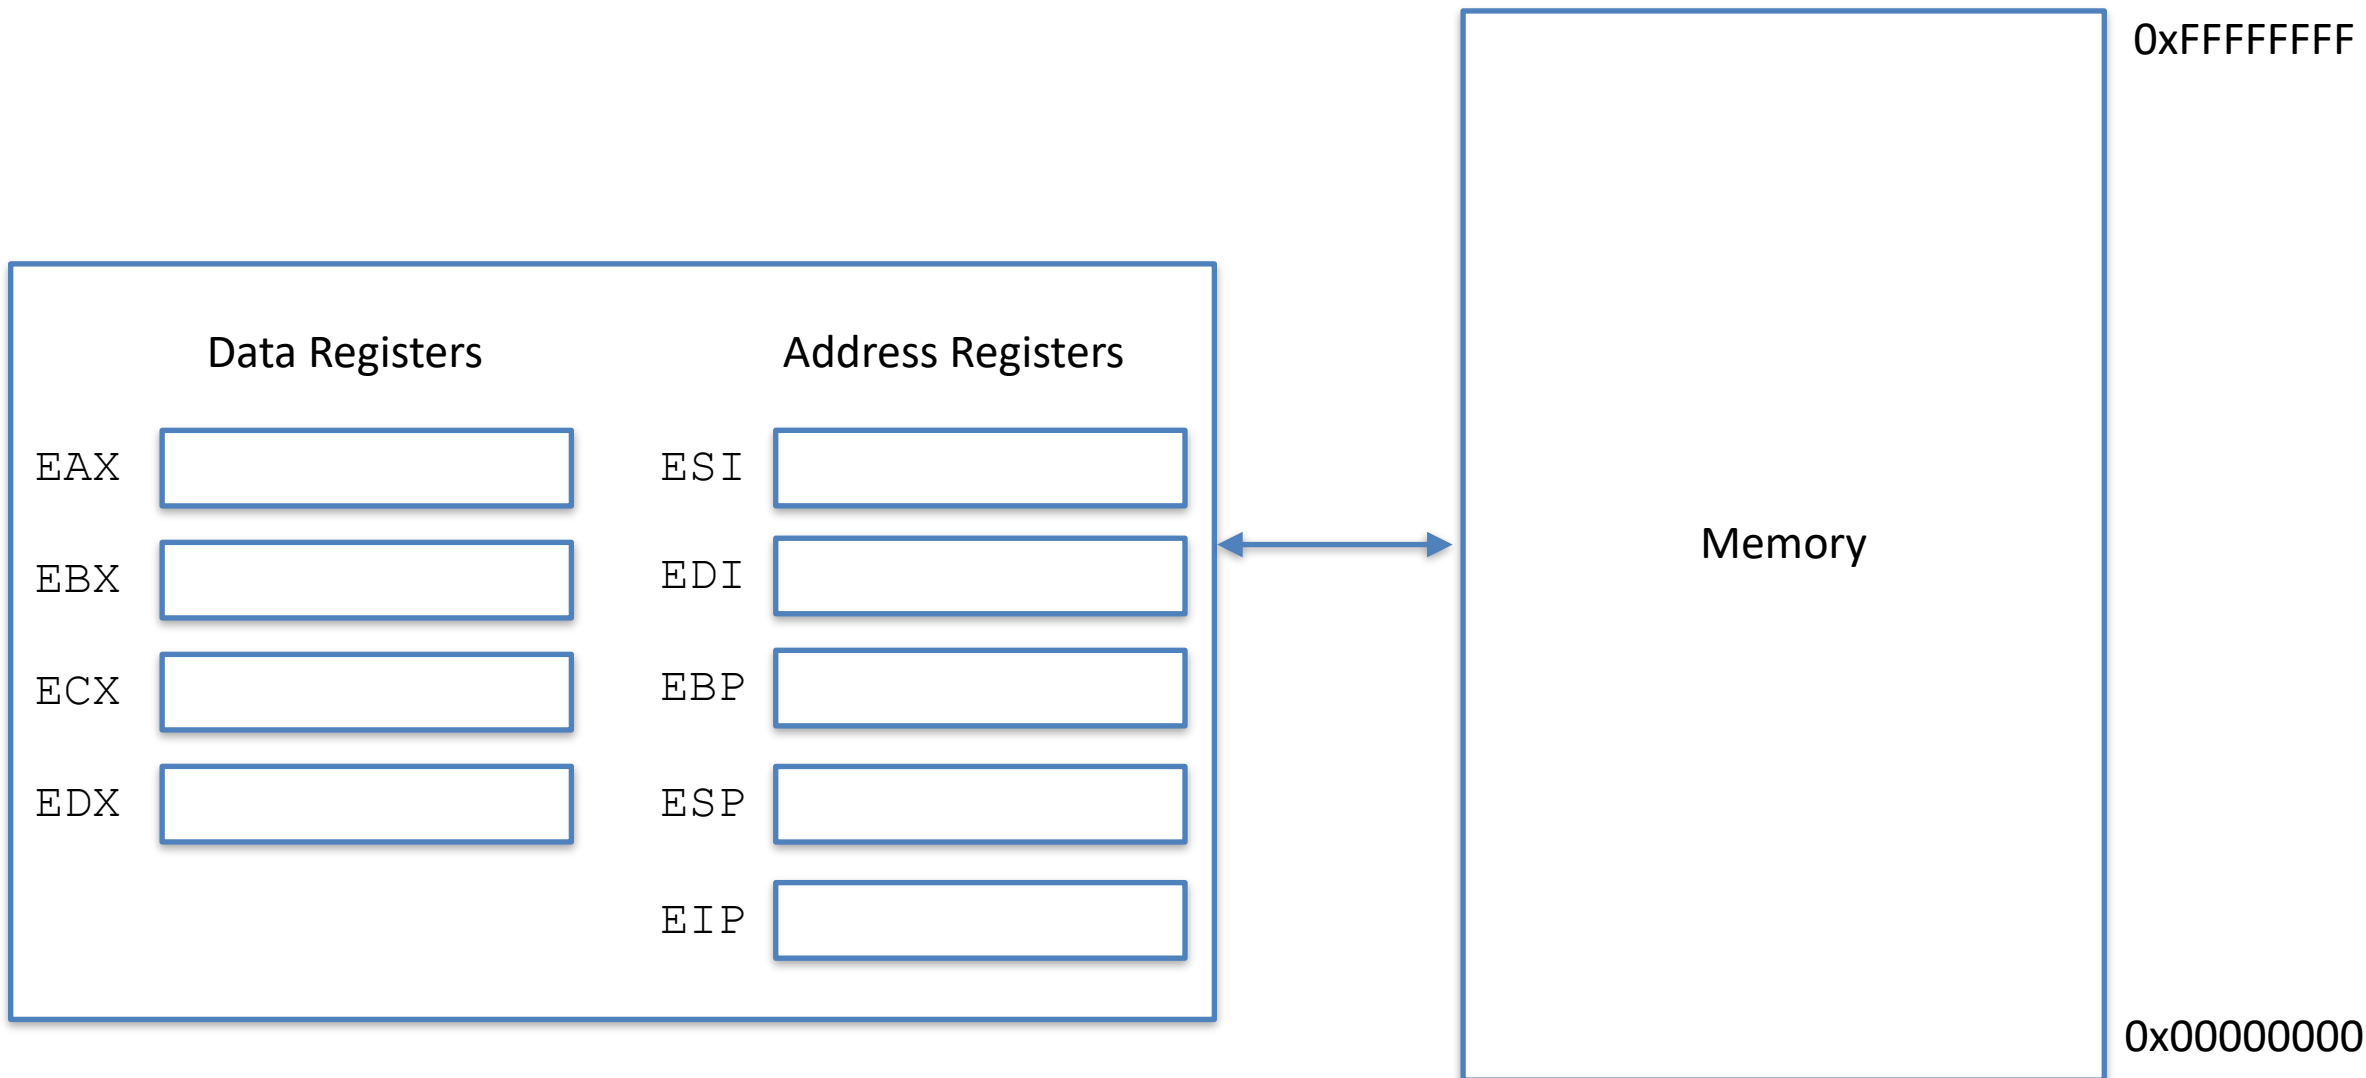 0xFFFFFFFF
Data Registers
Address Registers
EAX
ESI
EBX
EDI
Memory
ECX
EBP
EDX
ESP
EIP
0x00000000